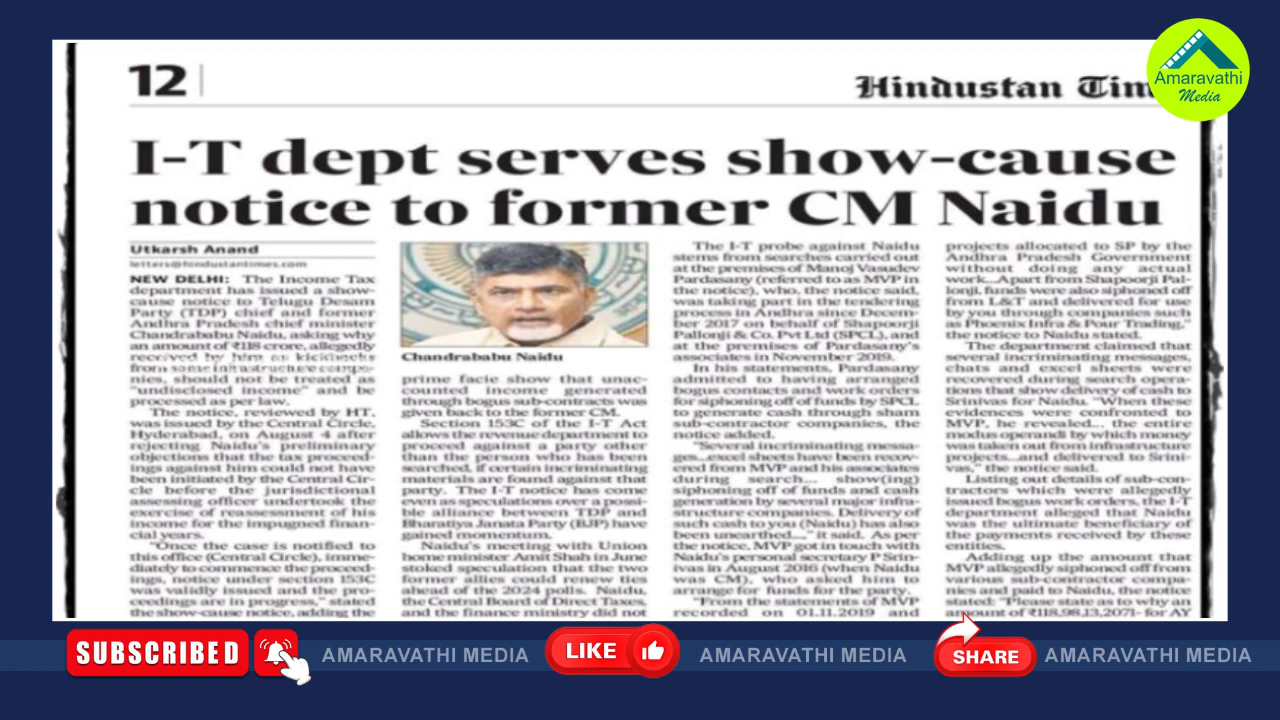 12
Hindustan Tim
Amaravathi
Media
I-T dept serves show-cause
notice to former CM Naidu
Utkarsh Anand
letters@hindustantimes.com
NEW DELHI: The Income Tax
department has issued a show-
cause notice to Telugu Desam
Party (TDP) chief and former
Andhra Pradesh chief minister
Chandrababu Naidu, asking why
an amount of ₹118 crore, allegedly
received by him as kickbacks
from some infrastructure compa-
nies, should not be treated as
"undisclosed income" and be
processed as per law.
The notice, reviewed by HT,
was issued by the Central Circle,
Hyderabad, on August 4 after
rejecting Naidu's preliminary
objections that the tax proceed-
ings against him could not have
been initiated by the Central Cir-
cle before the jurisdictional
assessing officer undertook the
exercise of reassessment of his
income for the impugned finan-
cial years.
"Once the case is notified to
this office (Central Circle), imme-
diately to commence the proceed-
ings, notice under section 153C
was validly issued and the pro-
ceedings are in progress," stated
the show-cause notice, adding the
Chandrababu Naidu
prime facie show that unac-
counted income generated
through bogus sub-contracts was
given back to the former CM.
Section 153C of the I-T Act
allows the revenue department to
proceed against a party other
than the person who has been
searched, if certain incriminating
materials are found against that
party. The I-T notice has come
even as speculations over a possi-
ble alliance between TDP and
Bharatiya Janata Party (BJP) have
gained momentum.
Naidu's meeting with Union
home minister Amit Shah in June
stoked speculation that the two
former allies could renew ties
ahead of the 2024 polls. Naidu,
the Central Board of Direct Taxes,
and the finance ministry did not
The I-T probe against Naidu
stems from searches carried out
at the premises of Manoj Vasudev
Pardasany (referred to as MVP in
the notice), who, the notice said,
was taking part in the tendering
process in Andhra since Decem-
ber 2017 on behalf of Shapoorji
Pallonji & Co. Pvt Ltd (SPCL), and
at the premises of Pardasany's
associates in November 2019.
In his statements, Pardasany
admitted to having arranged
bogus contacts and work orders
for siphoning off of funds by SPCL
to generate cash through sham
sub-contractor companies, the
notice added.
"Several incriminating messa-
ges...excel sheets have been recov-
ered from MVP and his associates
during search... show(ing)
siphoning off of funds and cash
generation by several major infra-
structure companies. Delivery of
such cash to you (Naidu) has also
been unearthed...," it said. As per
the notice, MVP got in touch with
Naidu's personal secretary P Srin-
ivas in August 2016 (when Naidu
was CM), who asked him to
arrange for funds for the party.
"From the statements of MVP
recorded on 01.11.2019 and
projects allocated to SP by the
Andhra Pradesh Government
without doing any actual
work...Apart from Shapoorji Pal-
lonji, funds were also siphoned off
from L&T and delivered for use
by you through companies such
as Phoenix Infra & Pour Trading,"
the notice to Naidu stated.
The department claimed that
several incriminating messages,
chats and excel sheets were
recovered during search opera-
tions that show delivery of cash to
Srinivas for Naidu. "When these
evidences were confronted to
MVP, he revealed... the entire
modus operandi by which money
was taken out from infrastructure
projects...and delivered to Srini-
vas," the notice said.
Listing out details of sub-con-
tractors which were allegedly
issued bogus work orders, the I-T
department alleged that Naidu
was the ultimate beneficiary of
the payments received by these
entities.
Adding up the amount that
MVP allegedly siphoned off from
various sub-contractor compa-
nies and paid to Naidu, the notice
stated: "Please state as to why an
amount of ₹118,98,13,207/- for AY
SUBSCRIBED
AMARAVATHI MEDIA
LIKE
AMARAVATHI MEDIA
SHARE
AMARAVATHI MEDIA